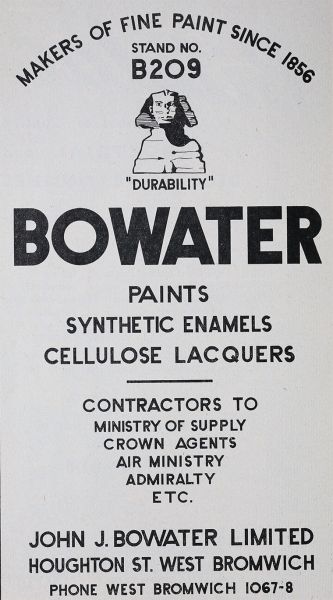 MAKERS OF FINE PAINT SINCE 1856
STAND NO.
B209
"DURABILITY"
BOWATER
PAINTS
SYNTHETIC ENAMELS
CELLULOSE LACQUERS
CONTRACTORS TO
MINISTRY OF SUPPLY
CROWN AGENTS
AIR MINISTRY
ADMIRALTY
ETC.
JOHN J. BOWATER LIMITED
HOUGHTON ST. WEST BROMWICH
PHONE WEST BROMWICH 1067-8